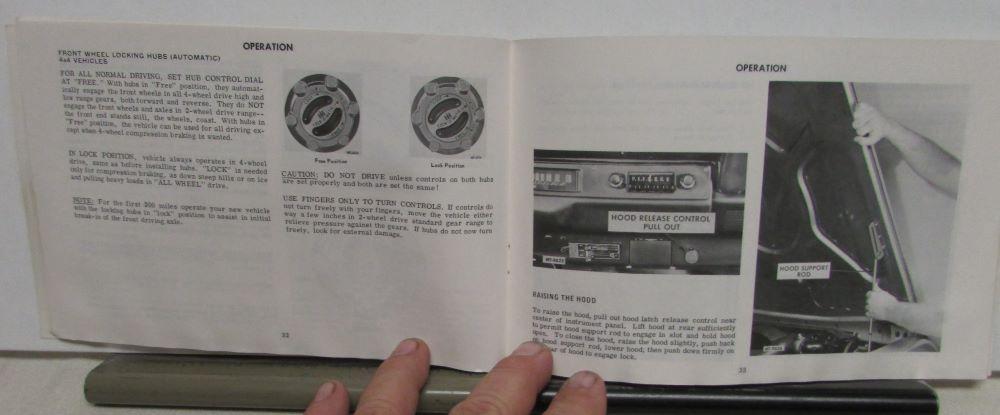 OPERATION
FRONT WHEEL LOCKING HUBS (AUTOMATIC)
4x4 VEHICLES
FOR ALL NORMAL DRIVING, SET HUB CONTROL DIAL
AT "FREE." With hubs in "Free" position, they automat-
ically engage the front wheels in all 4-wheel drive high and
low range gears, both forward and reverse. They do NOT
engage the front wheels and axles in 2-wheel drive range--
the front end stands still, the wheels, coast. With hubs in
"Free" position, the vehicle can be used for all driving ex-
cept when 4-wheel compression braking is wanted.
IN LOCK POSITION, vehicle always operates in 4-wheel
drive, same as before installing hubs. "LOCK" is needed
only for compression braking, as down steep hills or on ice
and pulling heavy loads in "ALL WHEEL" drive.
NOTE: For the first 500 miles operate your new vehicle
with the locking hubs in "lock" position to assist in initial
break-in of the front driving axle.
Free Position
Lock Position
CAUTION: DO NOT DRIVE unless controls on both hubs
are set properly and both are set the same!
USE FINGERS ONLY TO TURN CONTROLS. If controls do
not turn freely with your fingers, move the vehicle either
way a few inches in 2-wheel drive standard gear range to
relieve pressure against the gears. If hubs do not now turn
freely, look for external damage.
32
OPERATION
HOOD RELEASE CONTROL
PULL OUT
MT-9825
HOOD SUPPORT
ROD
MT-9826
RAISING THE HOOD
To raise the hood, pull out hood latch release control near
center of instrument panel. Lift hood at rear sufficiently
to permit hood support rod to engage in slot and hold hood
open. To close the hood, raise the hood slightly, push back
hood support rod, lower hood, then push down firmly on
rear of hood to engage lock.
33